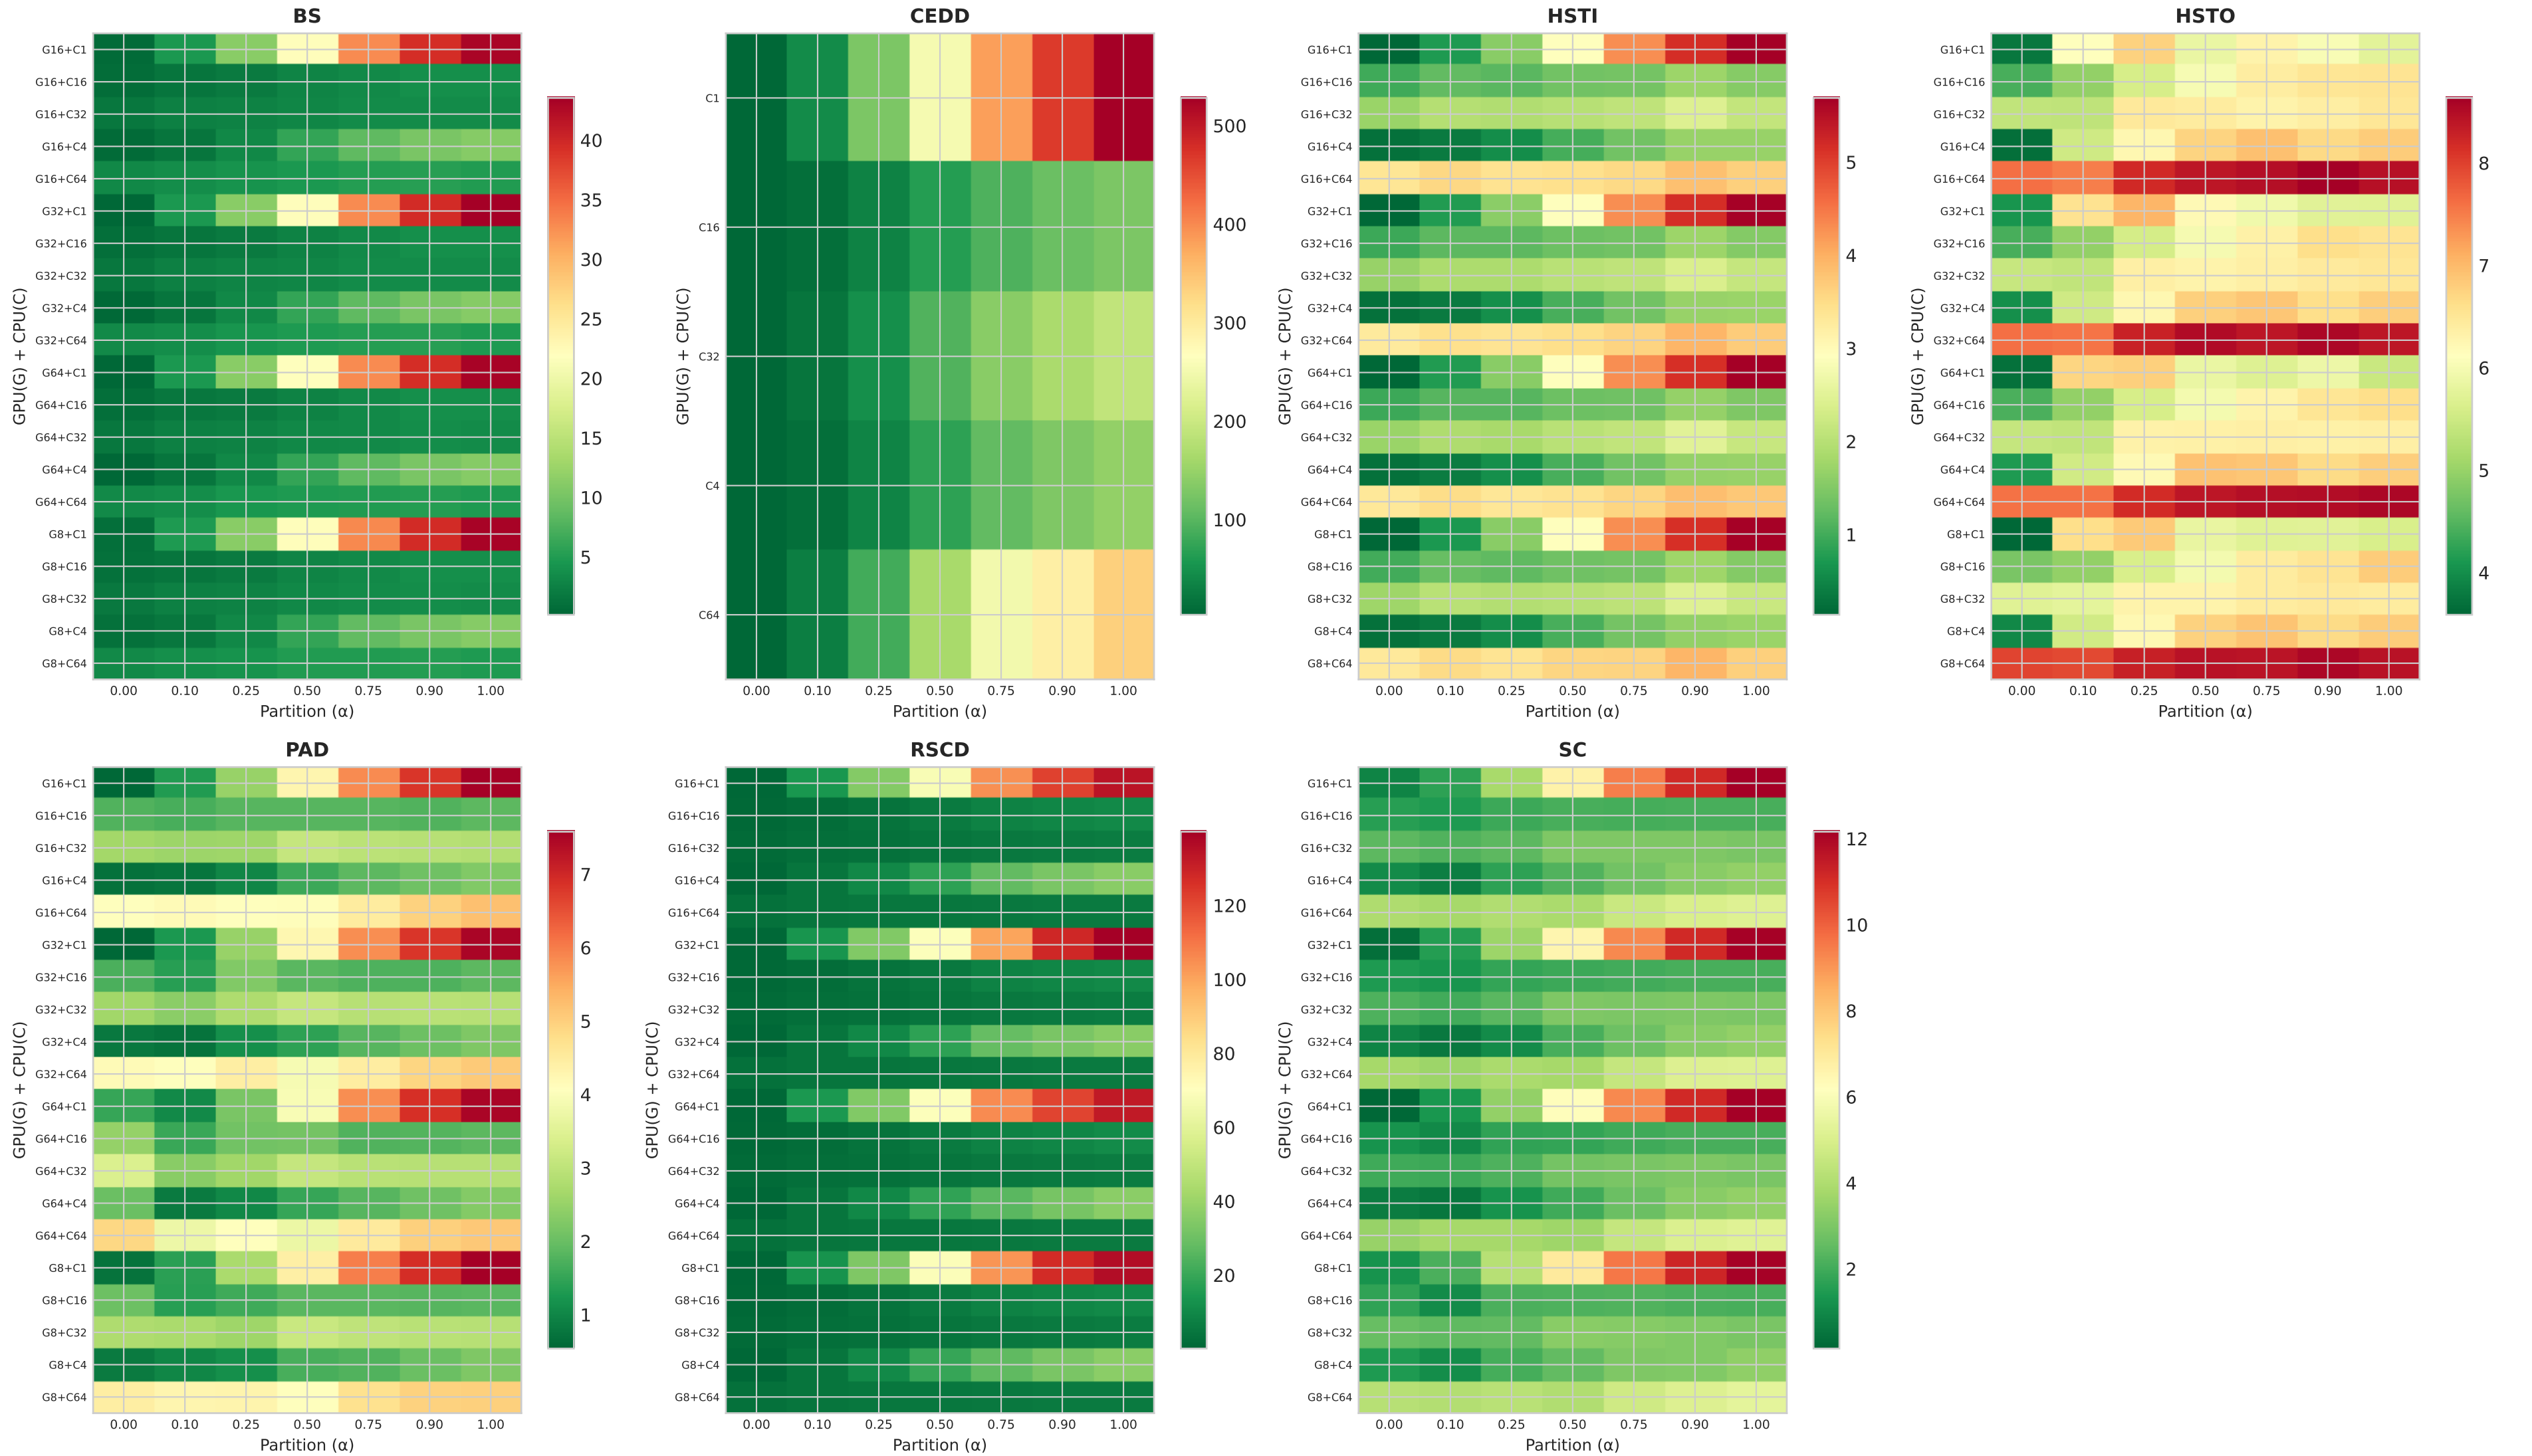 BS
GPU(G) + CPU(C)
G16+C1
G16+C16
G16+C32
G16+C4
G16+C64
G32+C1
G32+C16
G32+C32
G32+C4
G32+C64
G64+C1
G64+C16
G64+C32
G64+C4
G64+C64
G8+C1
G8+C16
G8+C32
G8+C4
G8+C64
0.00 0.10 0.25 0.50 0.75 0.90 1.00
Partition (α)
40
35
30
25
20
15
10
5
CEDD
GPU(G) + CPU(C)
C1
C16
C32
C4
C64
0.00 0.10 0.25 0.50 0.75 0.90 1.00
Partition (α)
500
400
300
200
100
HSTI
GPU(G) + CPU(C)
G16+C1
G16+C16
G16+C32
G16+C4
G16+C64
G32+C1
G32+C16
G32+C32
G32+C4
G32+C64
G64+C1
G64+C16
G64+C32
G64+C4
G64+C64
G8+C1
G8+C16
G8+C32
G8+C4
G8+C64
0.00 0.10 0.25 0.50 0.75 0.90 1.00
Partition (α)
5
4
3
2
1
HSTO
GPU(G) + CPU(C)
G16+C1
G16+C16
G16+C32
G16+C4
G16+C64
G32+C1
G32+C16
G32+C32
G32+C4
G32+C64
G64+C1
G64+C16
G64+C32
G64+C4
G64+C64
G8+C1
G8+C16
G8+C32
G8+C4
G8+C64
0.00 0.10 0.25 0.50 0.75 0.90 1.00
Partition (α)
8
7
6
5
4
PAD
GPU(G) + CPU(C)
G16+C1
G16+C16
G16+C32
G16+C4
G16+C64
G32+C1
G32+C16
G32+C32
G32+C4
G32+C64
G64+C1
G64+C16
G64+C32
G64+C4
G64+C64
G8+C1
G8+C16
G8+C32
G8+C4
G8+C64
0.00 0.10 0.25 0.50 0.75 0.90 1.00
Partition (α)
7
6
5
4
3
2
1
RSCD
GPU(G) + CPU(C)
G16+C1
G16+C16
G16+C32
G16+C4
G16+C64
G32+C1
G32+C16
G32+C32
G32+C4
G32+C64
G64+C1
G64+C16
G64+C32
G64+C4
G64+C64
G8+C1
G8+C16
G8+C32
G8+C4
G8+C64
0.00 0.10 0.25 0.50 0.75 0.90 1.00
Partition (α)
120
100
80
60
40
20
SC
GPU(G) + CPU(C)
G16+C1
G16+C16
G16+C32
G16+C4
G16+C64
G32+C1
G32+C16
G32+C32
G32+C4
G32+C64
G64+C1
G64+C16
G64+C32
G64+C4
G64+C64
G8+C1
G8+C16
G8+C32
G8+C4
G8+C64
0.00 0.10 0.25 0.50 0.75 0.90 1.00
Partition (α)
12
10
8
6
4
2